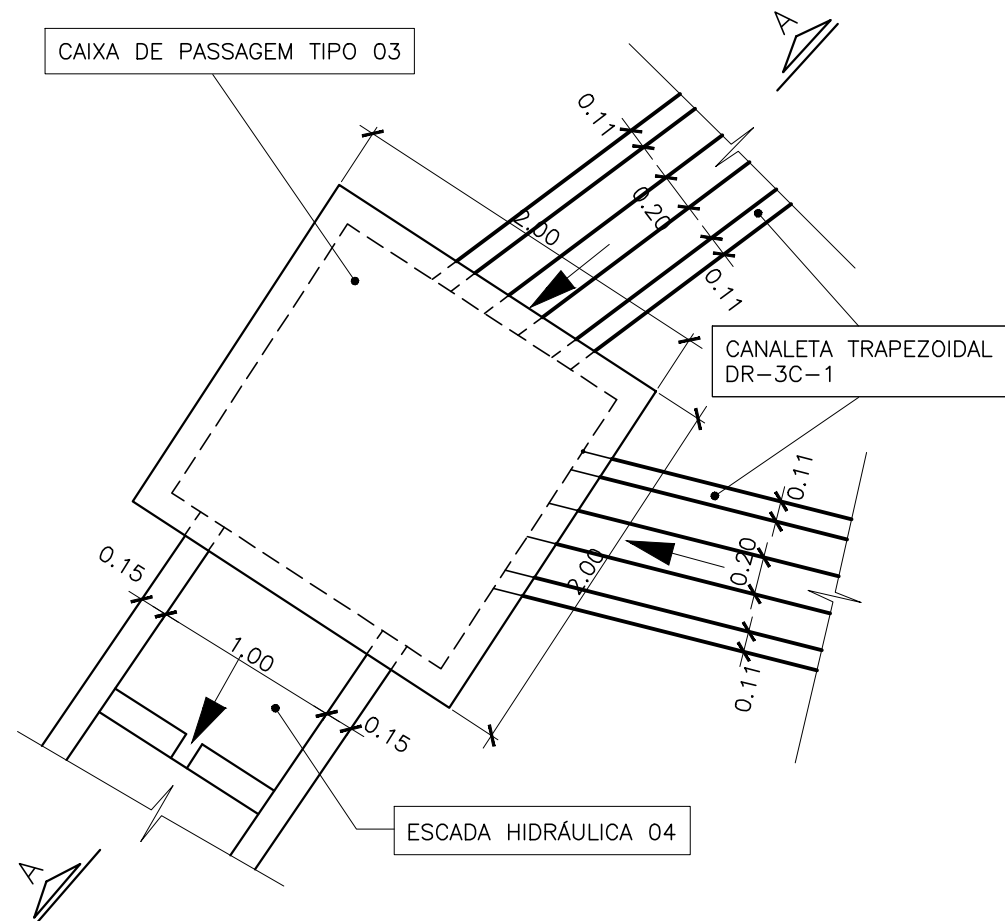 A
CAIXA DE PASSAGEM TIPO 03
0.11
0.20
2.00
0.11
CANALETA TRAPEZOIDAL
DR-3C-1
0.11
0.20
2.00
0.15
1.00
0.11
0.15
ESCADA HIDRÁULICA 04
A